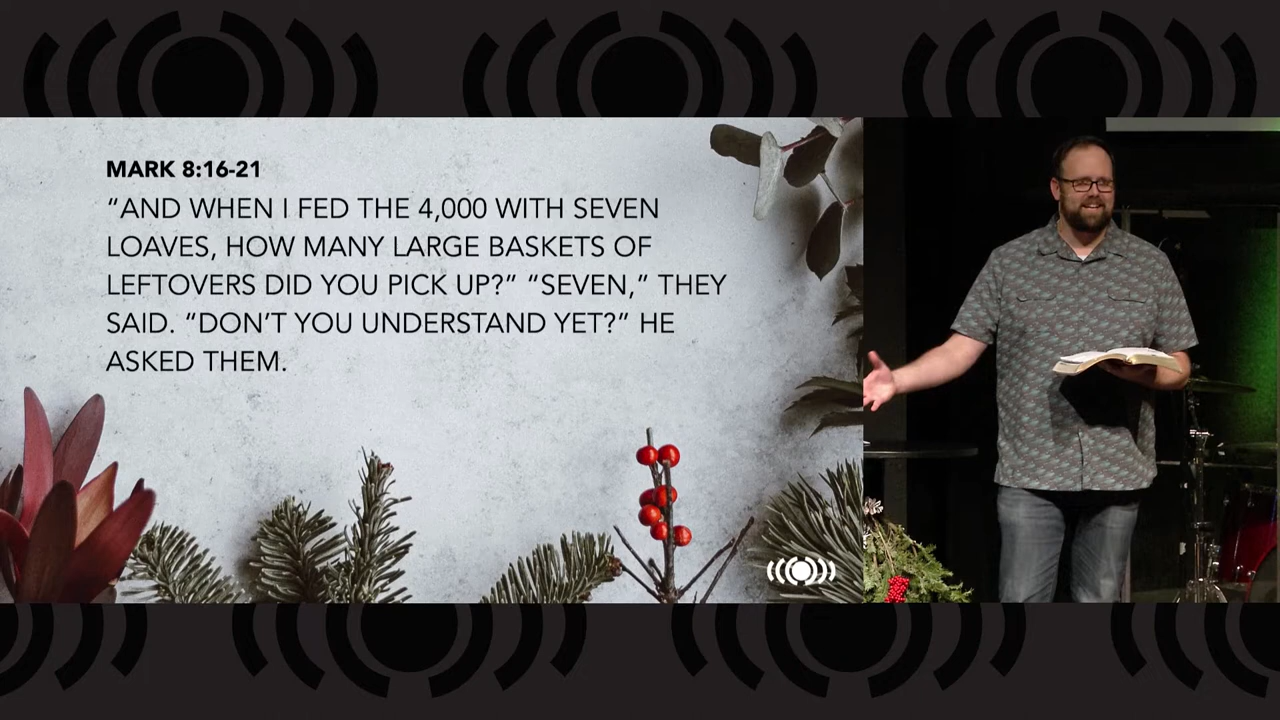 MARK 8:16-21
“AND WHEN I FED THE 4,000 WITH SEVEN
LOAVES, HOW MANY LARGE BASKETS OF
LEFTOVERS DID YOU PICK UP?” “SEVEN,” THEY
SAID. “DON’T YOU UNDERSTAND YET?” HE
ASKED THEM.